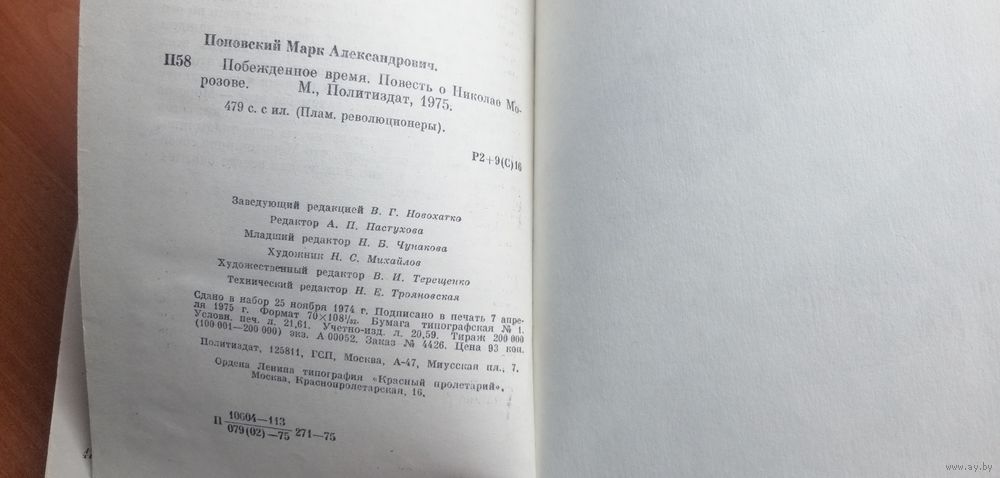 Поповский Марк Александрович.
П58 Побежденное время. Повесть о Николае Мо-
розове. М., Политиздат, 1975.
479 с. с ил. (Плам. революционеры).
Р2+9(С)16
Заведующий редакцией В. Г. Новохатко
Редактор А. П. Пастухова
Младший редактор Н. Б. Чунакова
Художник Н. С. Михайлов
Художественный редактор В. И. Терещенко
Технический редактор Н. Е. Трояновская
Сдано в набор 25 ноября 1974 г. Подписано в печать 7 апре-
ля 1975 г. Формат 70×108¹/₃₂. Бумага типографская № 1.
Условн. печ. л. 21,61. Учетно-изд. л. 20,59. Тираж 200 000
(100 001—200 000) экз. А 00052. Заказ № 4426. Цена 93 коп.
Политиздат, 125811, ГСП, Москва, А-47, Миусская пл., 7.
Ордена Ленина типография «Красный пролетарий».
Москва, Краснопролетарская, 16.
П 10604—113
079(02)—75 271—75
www.ay.by